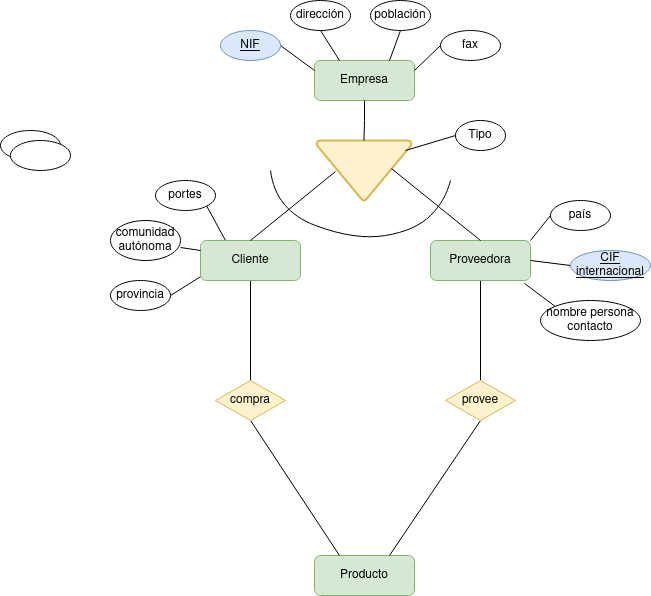 dirección
población
NIF
fax
Empresa
Tipo
portes
comunidad
autónoma
provincia
Cliente
Proveedora
país
CIF
internacional
nombre persona
contacto
compra
provee
Producto